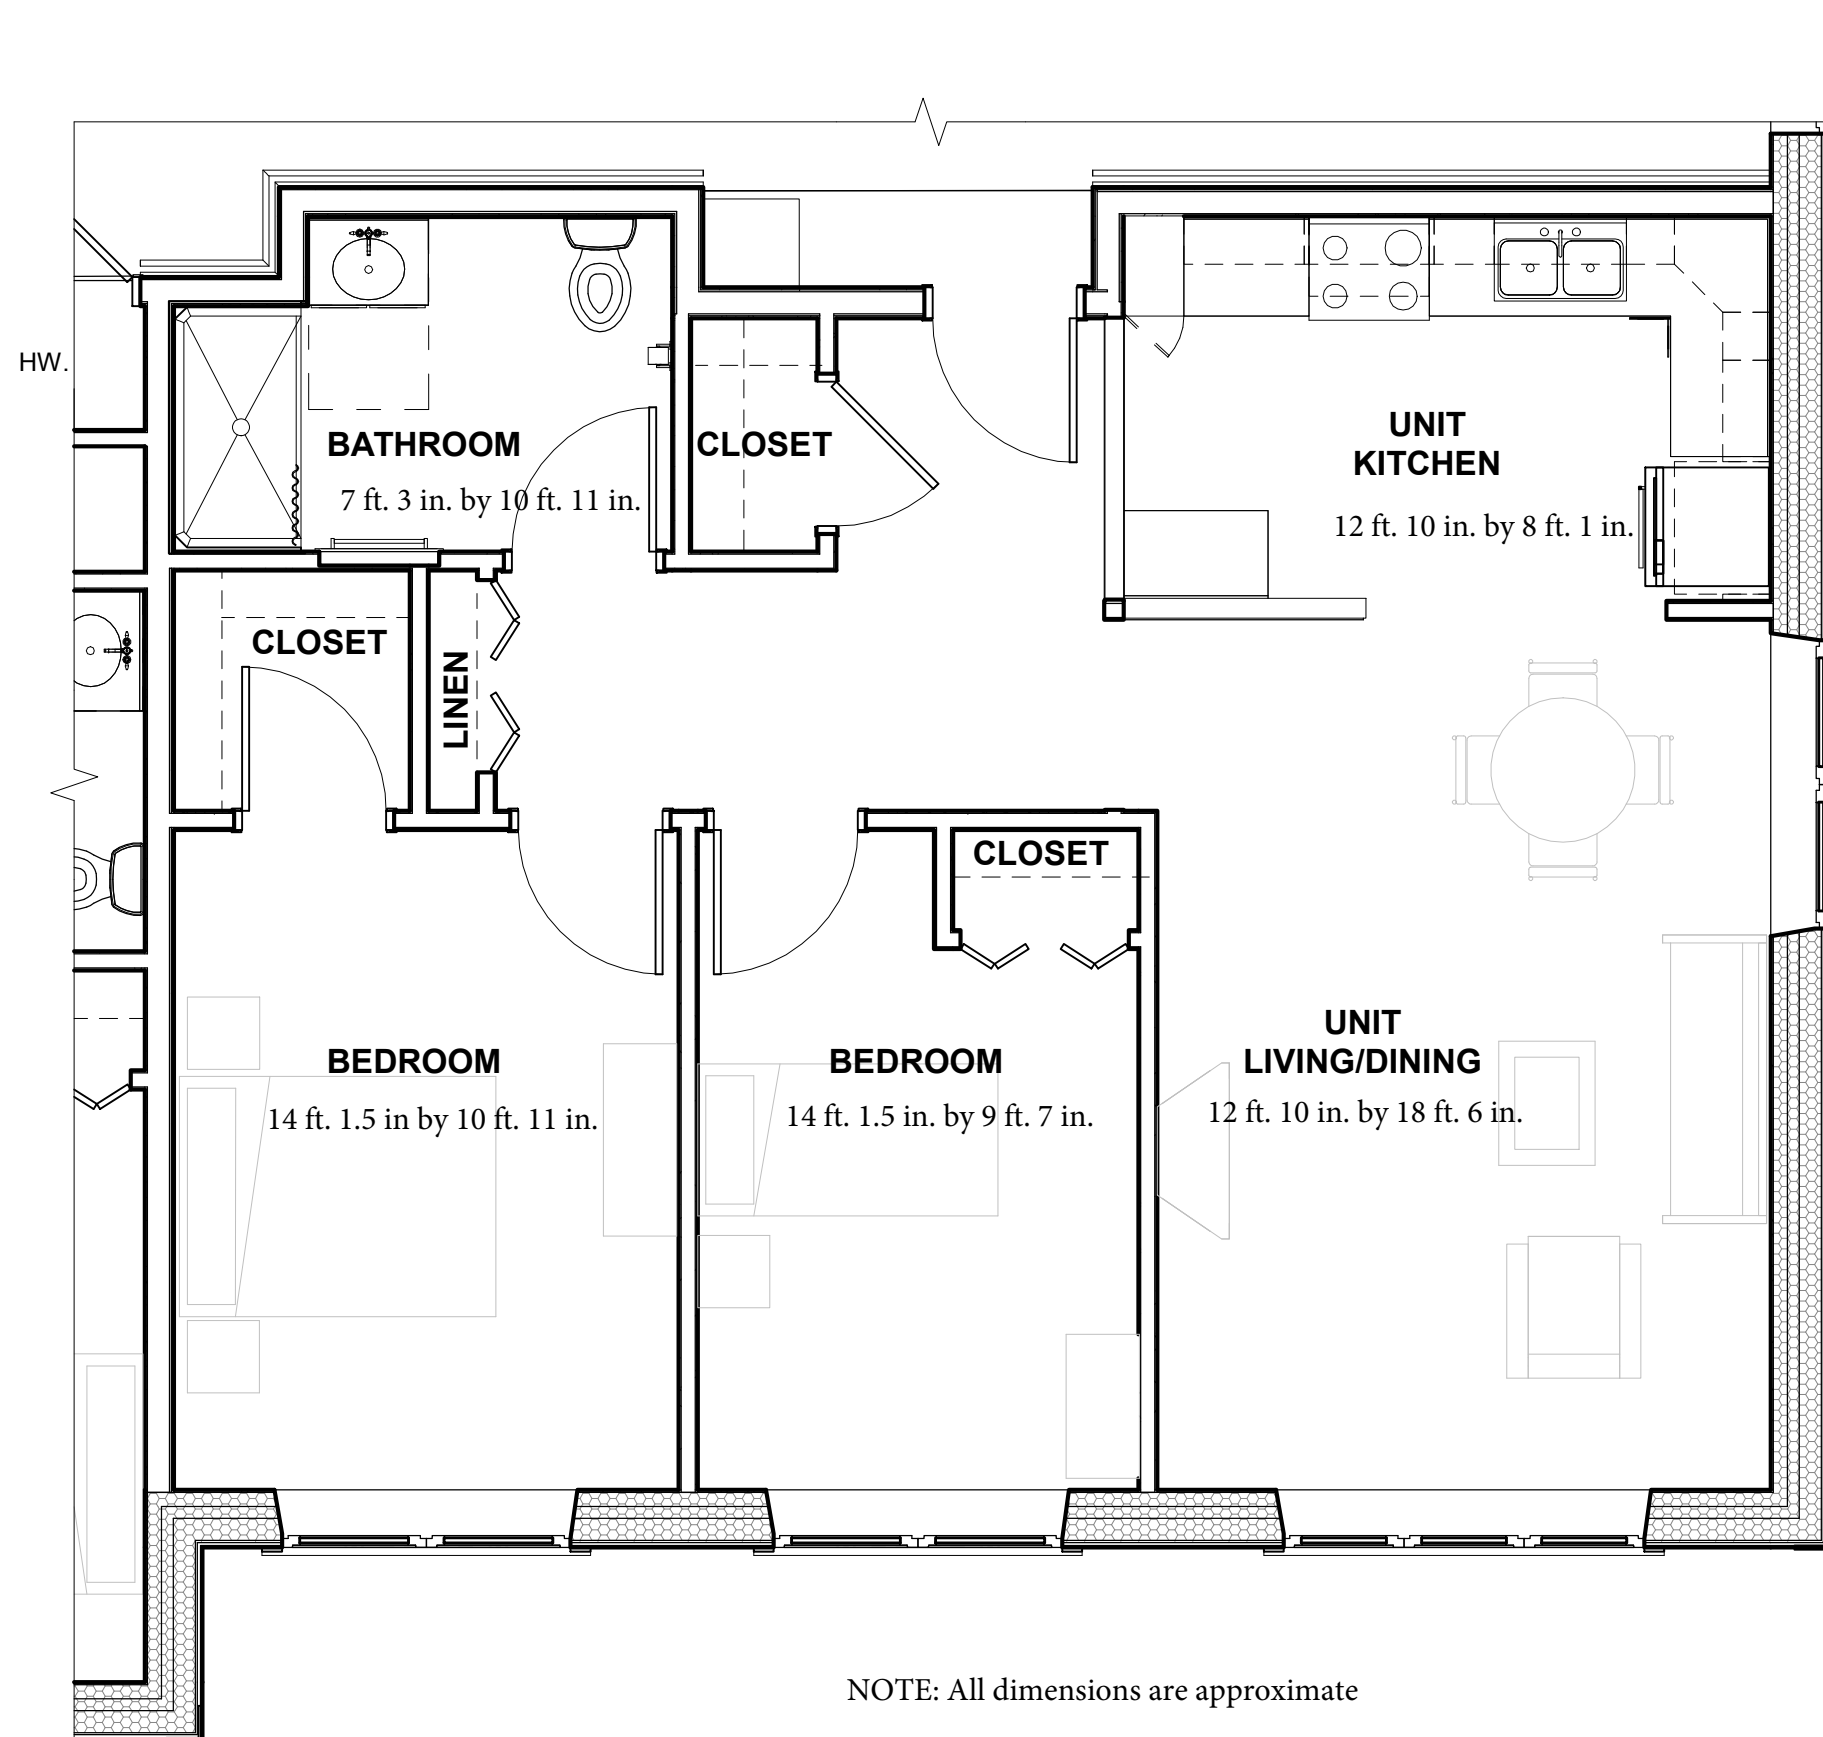 HW.
BATHROOM
7 ft. 3 in. by 10 ft. 11 in.
CLOSET
UNIT
KITCHEN
12 ft. 10 in. by 8 ft. 1 in.
CLOSET
LINEN
CLOSET
BEDROOM
14 ft. 1.5 in by 10 ft. 11 in.
BEDROOM
14 ft. 1.5 in. by 9 ft. 7 in.
UNIT
LIVING/DINING
12 ft. 10 in. by 18 ft. 6 in.
NOTE: All dimensions are approximate